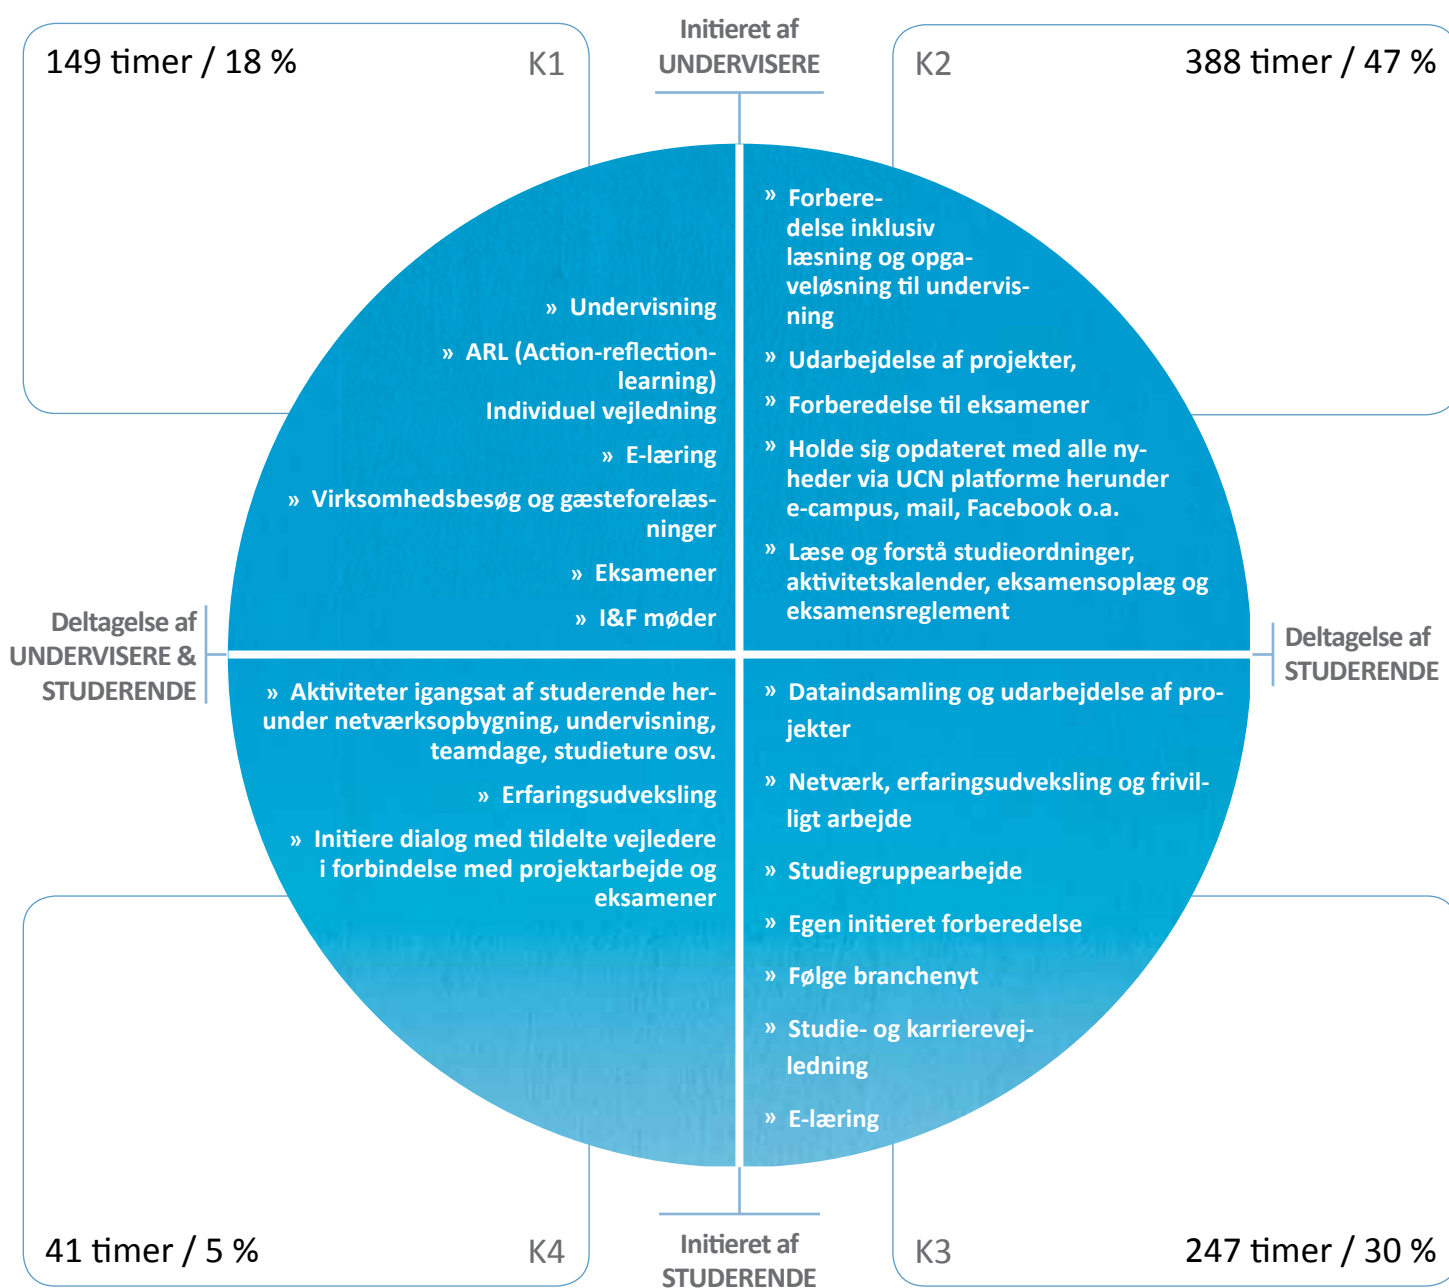 Initieret af
UNDERVISERE
149 timer / 18 %
K1
K2
388 timer / 47 %
» Undervisning
» ARL (Action-reflection-
learning)
Individuel vejledning
» E-læring
» Virksomhedsbesøg og gæsteforelæs-
ninger
» Eksamener
» I&F møder
» Forbere-
delse inklusiv
læsning og opga-
veløsning til undervis-
ning
» Udarbejdelse af projekter,
» Forberedelse til eksamener
» Holde sig opdateret med alle ny-
heder via UCN platforme herunder
e-campus, mail, Facebook o.a.
» Læse og forstå studieordninger,
aktivitetskalender, eksamensoplæg og
eksamensreglement
Deltagelse af
UNDERVISERE &
STUDERENDE
Deltagelse af
STUDERENDE
» Aktiviteter igangsat af studerende her-
under netværksopbygning, undervisning,
teamdage, studieture osv.
» Erfaringsudveksling
» Initiere dialog med tildelte vejledere
i forbindelse med projektarbejde og
eksamener
» Dataindsamling og udarbejdelse af pro-
jekter
» Netværk, erfaringsudveksling og frivil-
ligt arbejde
» Studiegruppearbejde
» Egen initieret forberedelse
» Følge branchenyt
» Studie- og karrierevej-
ledning
» E-læring
41 timer / 5 %
K4
K3
247 timer / 30 %
Initieret af
STUDERENDE